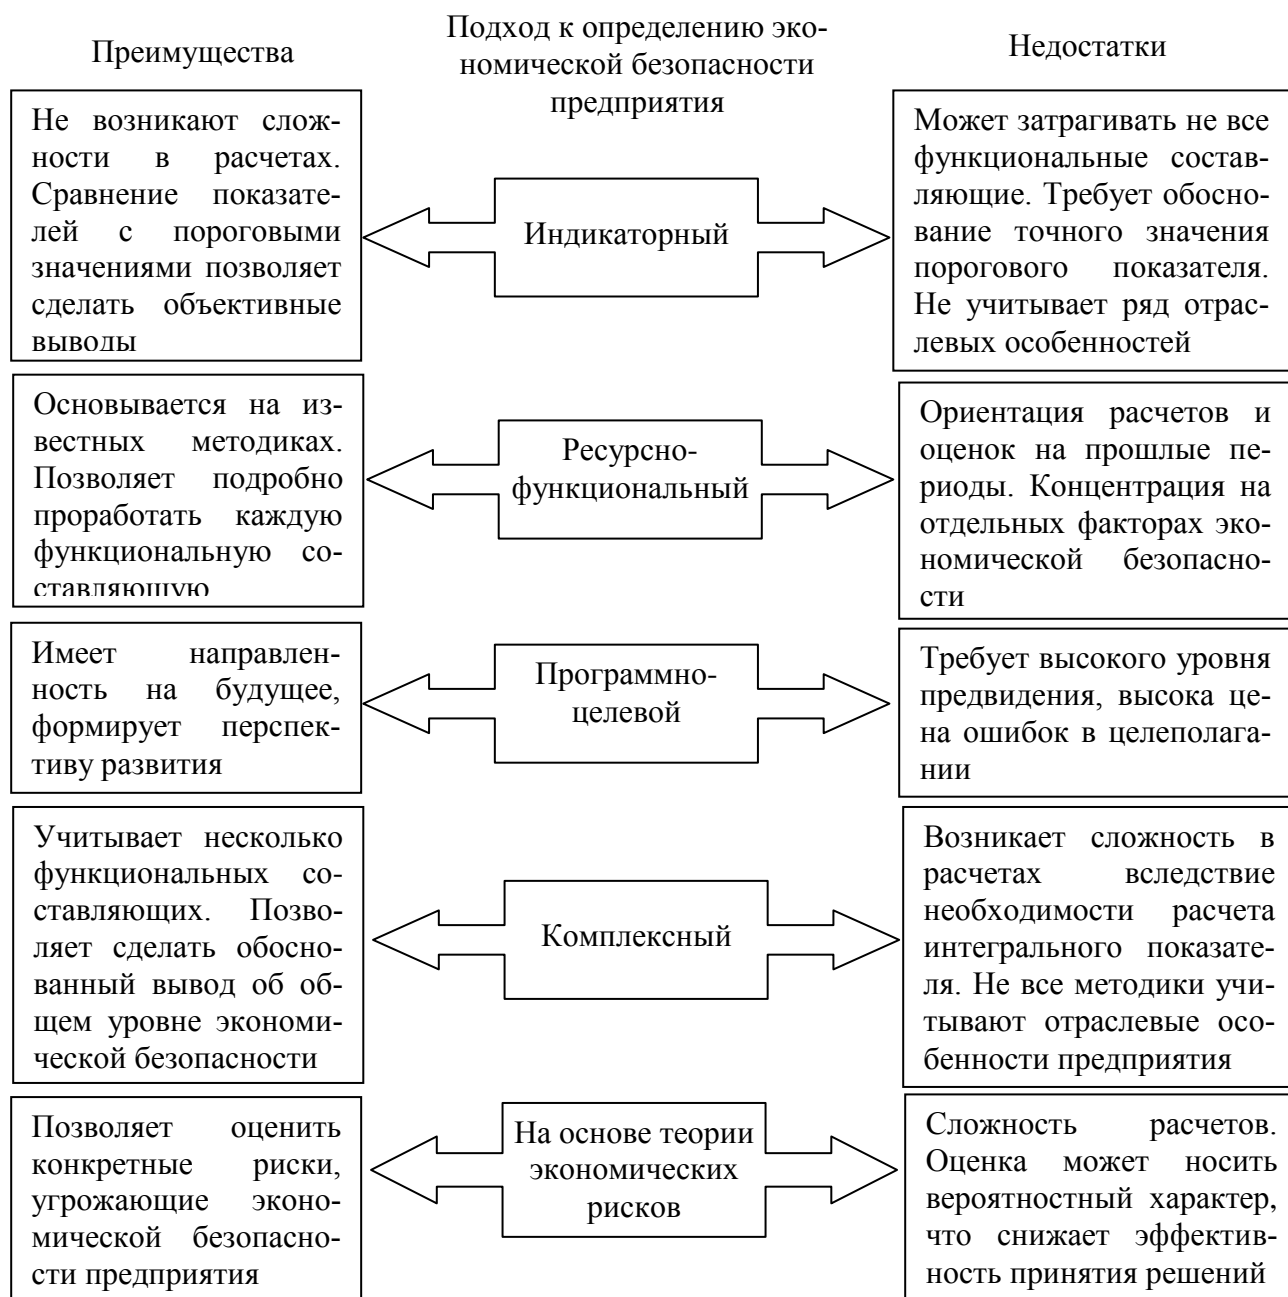 Преимущества
Подход к определению эко-
номической безопасности
предприятия
Недостатки
Не возникают слож-
ности в расчетах.
Сравнение показате-
лей с пороговыми
значениями позволяет
сделать объективные
выводы
Индикаторный
Может затрагивать не все
функциональные состав-
ляющие. Требует обосно-
вание точного значения
порогового показателя.
Не учитывает ряд отрас-
левых особенностей
Основывается на из-
вестных методиках.
Позволяет подробно
проработать каждую
функциональную со-
ставляющую
Ресурсно-
функциональный
Ориентация расчетов и
оценок на прошлые пе-
риоды. Концентрация на
отдельных факторах эко-
номической безопасно-
сти
Имеет направлен-
ность на будущее,
формирует перспек-
тиву развития
Программно-
целевой
Требует высокого уровня
предвидения, высока це-
на ошибок в целеполага-
нии
Учитывает несколько
функциональных со-
ставляющих. Позво-
ляет сделать обосно-
ванный вывод об об-
щем уровне экономи-
ческой безопасности
Комплексный
Возникает сложность в
расчетах вследствие
необходимости расчета
интегрального показате-
ля. Не все методики учи-
тывают отраслевые осо-
бенности предприятия
Позволяет оценить
конкретные риски,
угрожающие эконо-
мической безопасно-
сти предприятия
На основе теории
экономических
рисков
Сложность расчетов.
Оценка может носить
вероятностный характер,
что снижает эффектив-
ность принятия решений